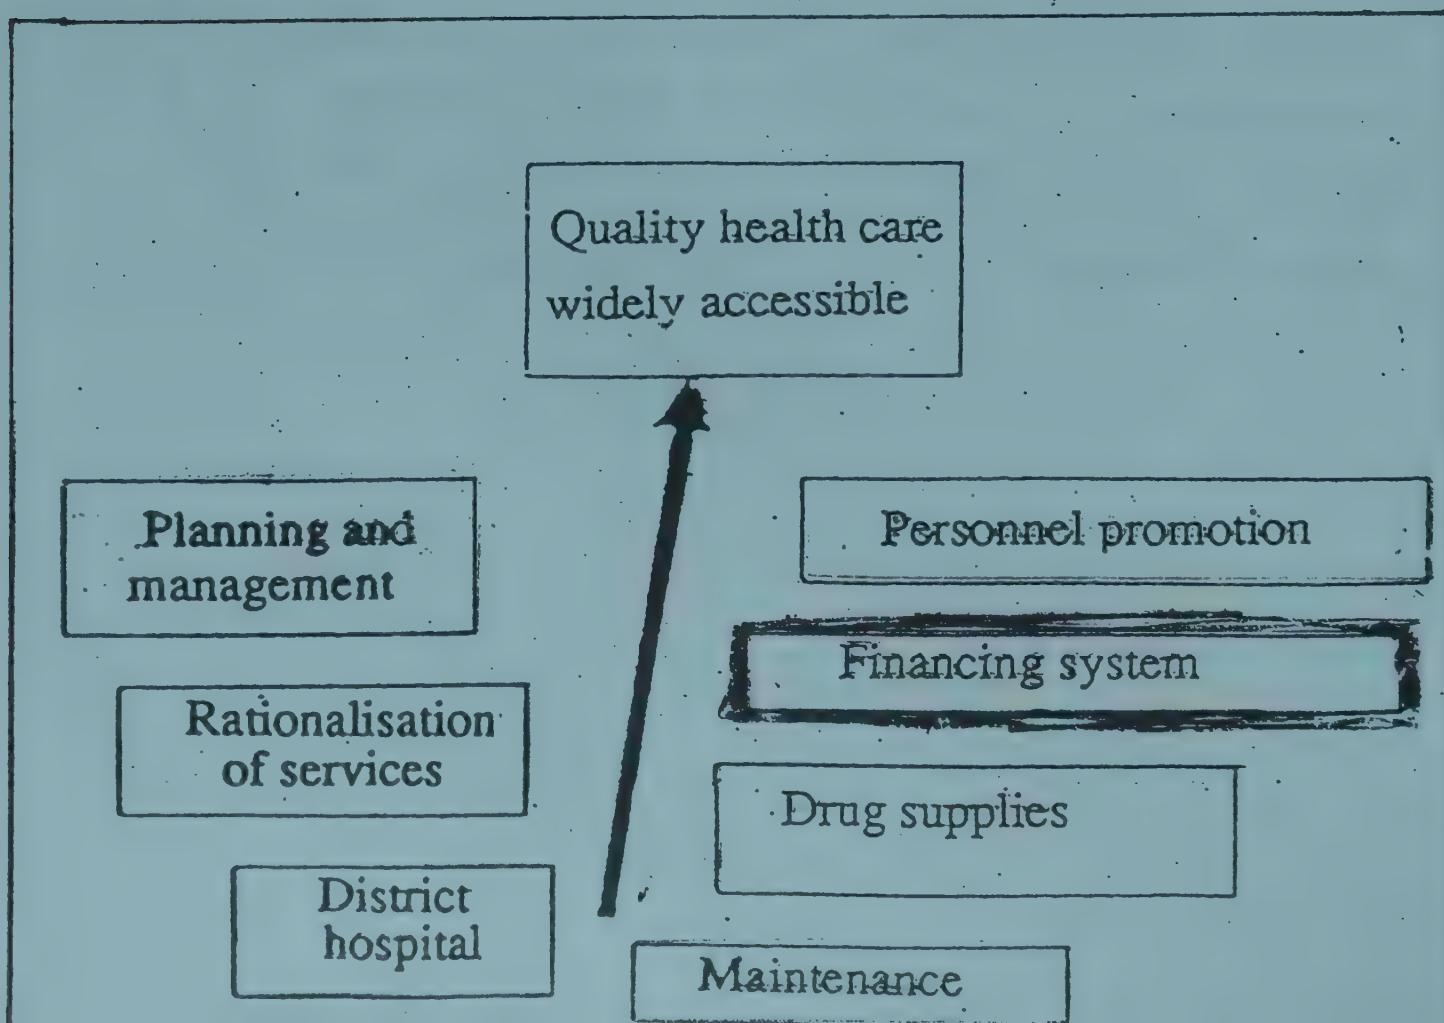 Quality health care
widely accessible
Planning and
management
Personnel promotion
Financing system
Rationalisation
of services
Drug supplies
District
hospital
Maintenance